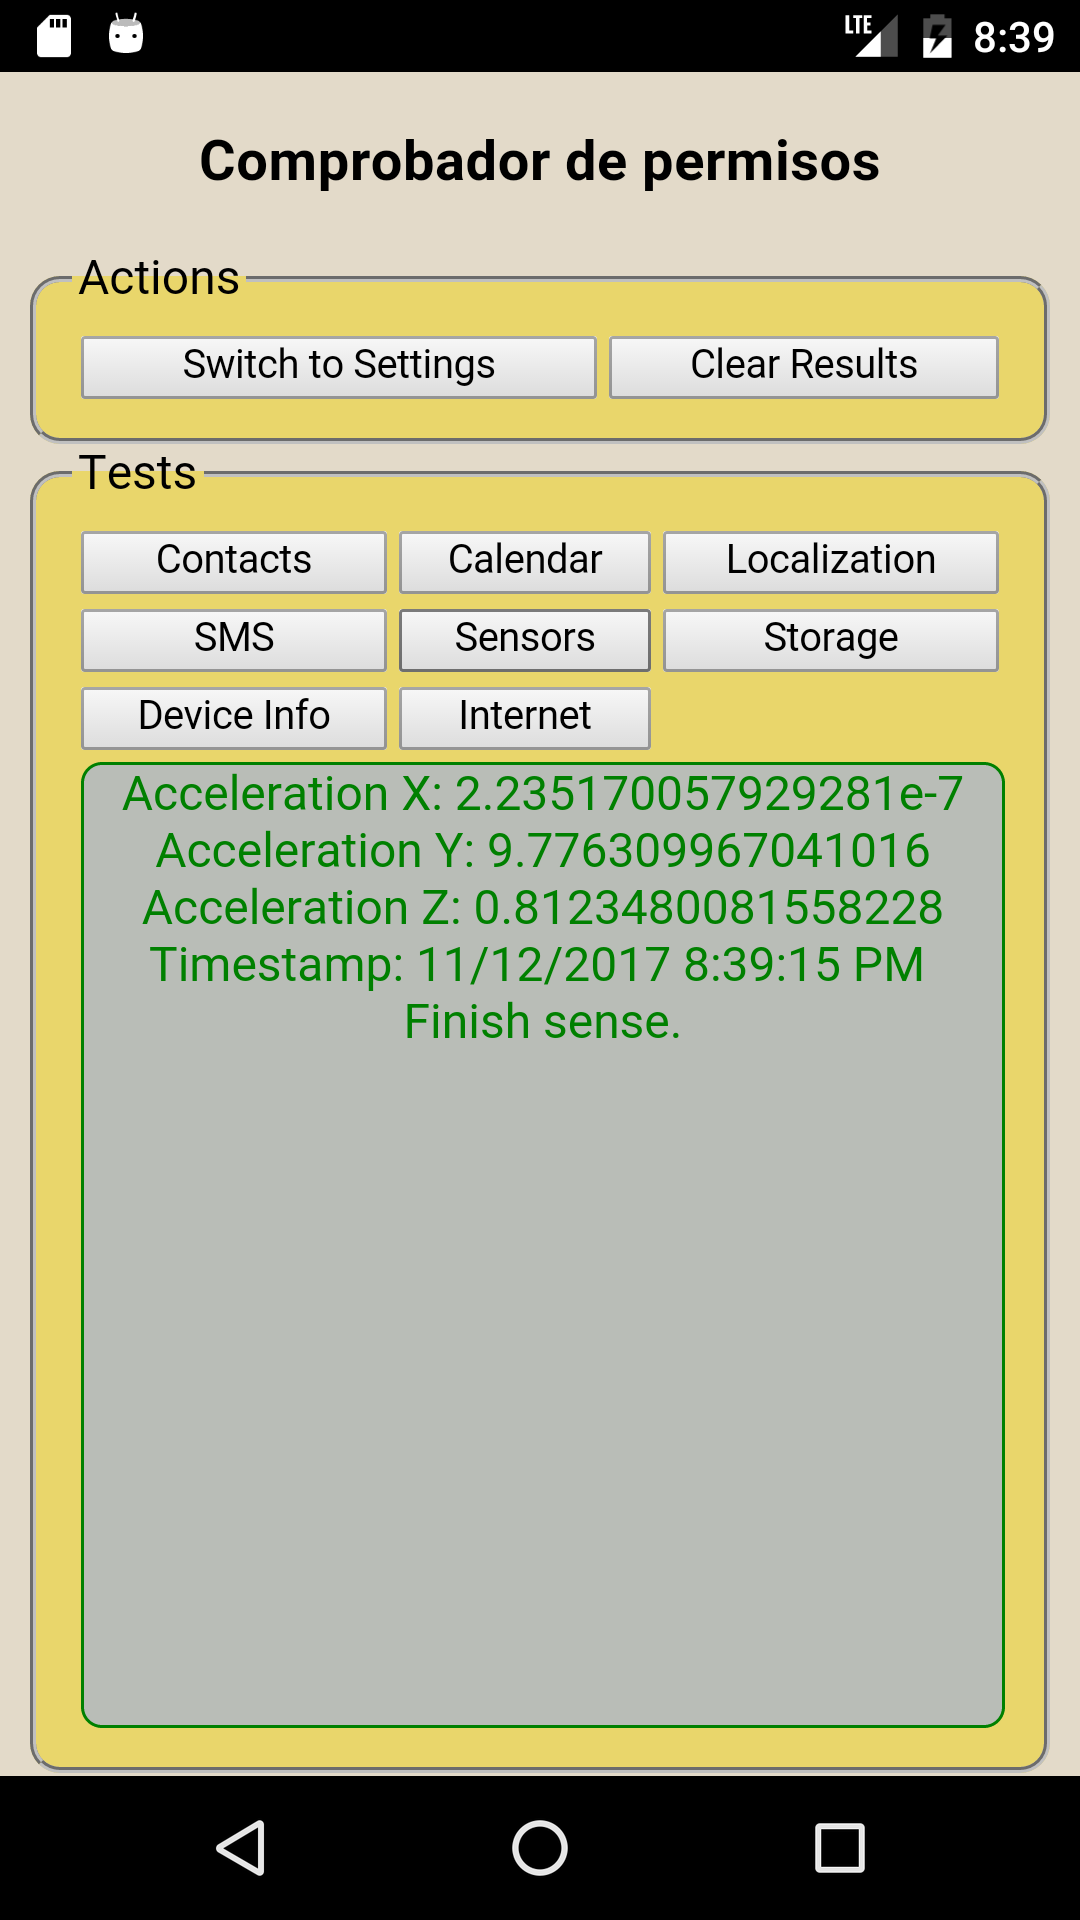 LTE 8:39
Comprobador de permisos
Actions
Switch to Settings Clear Results
Tests
Contacts Calendar Localization
SMS Sensors Storage
Device Info Internet
Acceleration X: 2.2351700579292​81e-7
Acceleration Y: 9.776309967041016
Acceleration Z: 0.8123480081558228
Timestamp: 11/12/2017 8:39:15 PM
Finish sense.